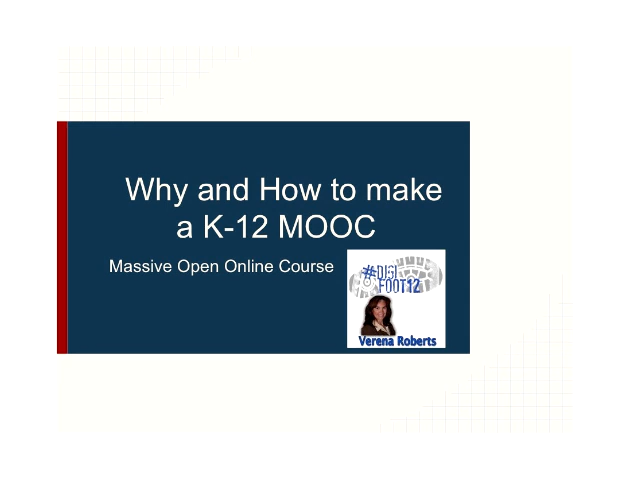 Why and How to make
a K-12 MOOC
Massive Open Online Course
#DIGI
FOOT12
Verena Roberts